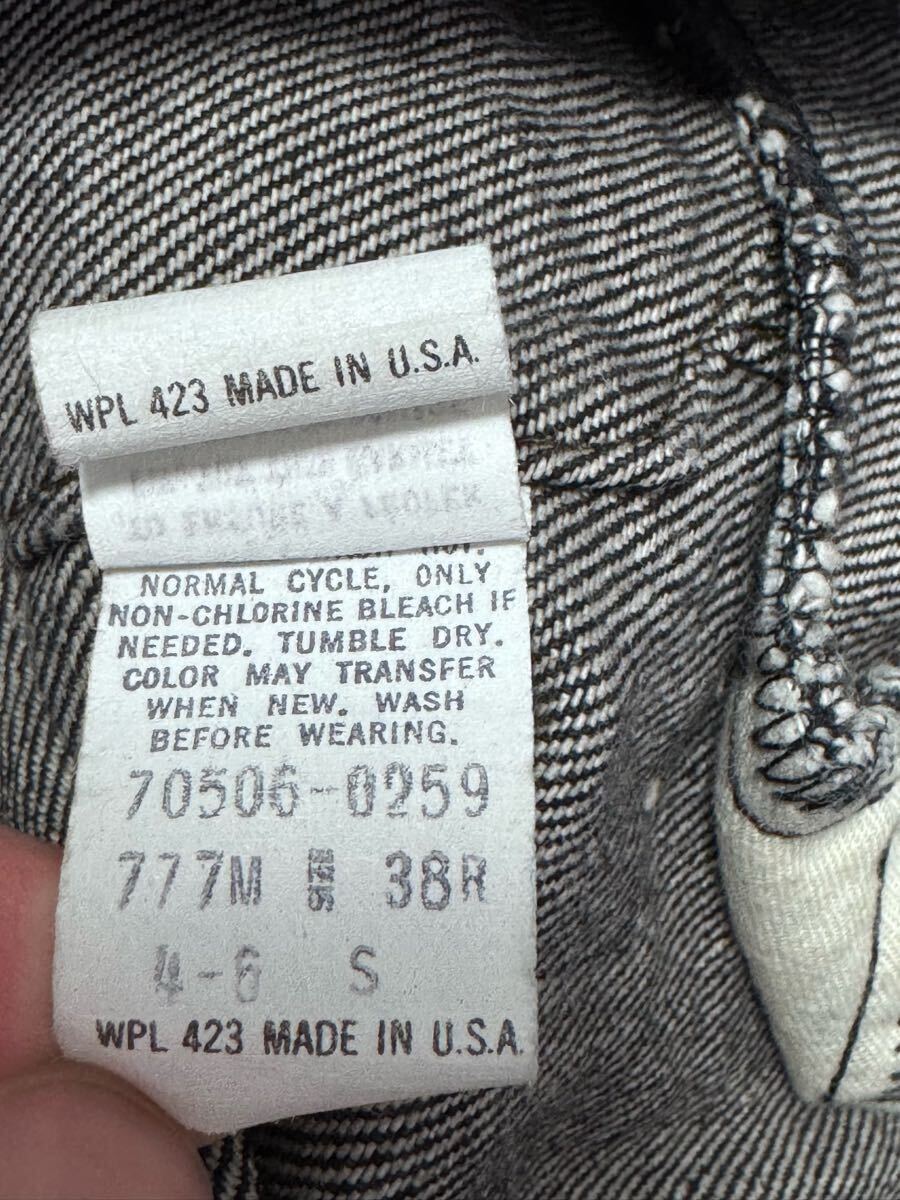 WPL 423 MADE IN U.S.A.
NORMAL CYCLE, ONLY
NON-CHLORINE BLEACH IF
NEEDED. TUMBLE DRY.
COLOR MAY TRANSFER
WHEN NEW. WASH
BEFORE WEARING.
70506-0259
777M SIZE 38R
4-6 S
WPL 423 MADE IN U.S.A.